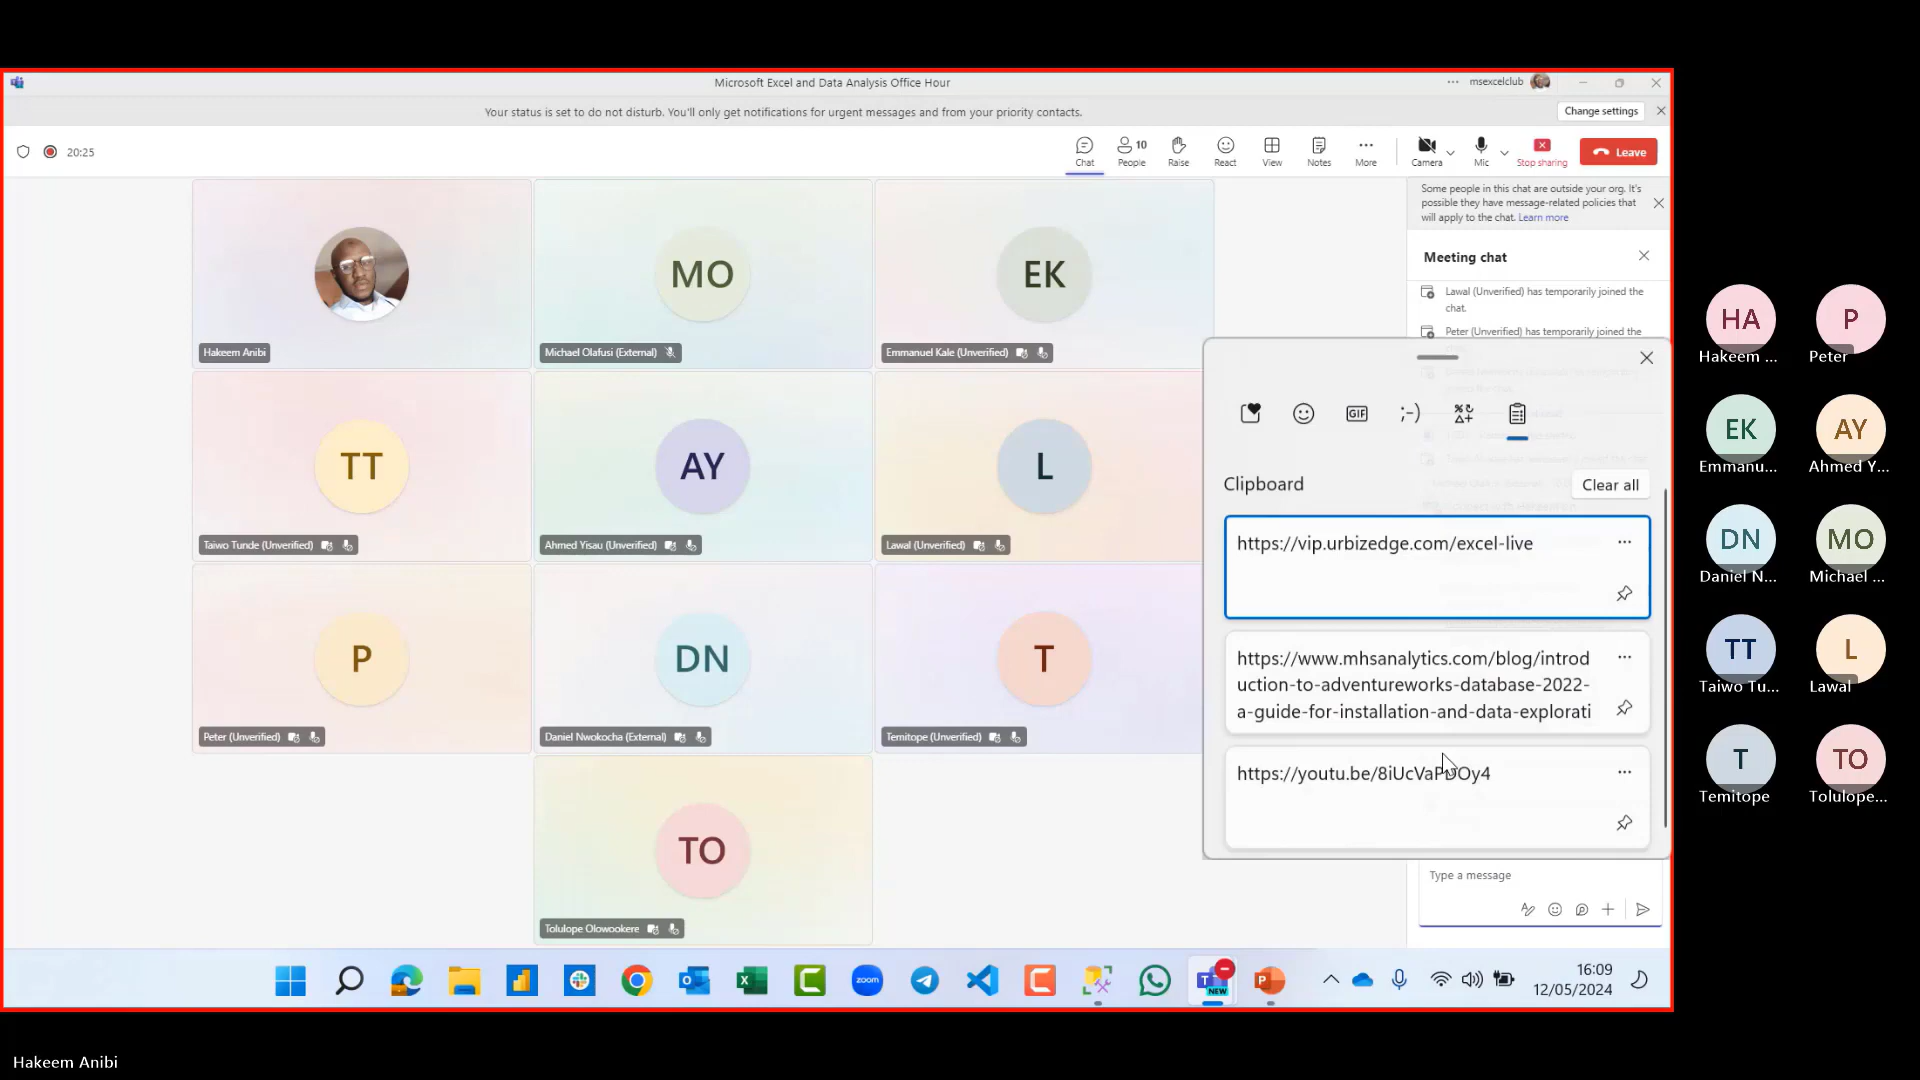 Microsoft Excel and Data Analysis Office Hour
msexcelclub
Your status is set to do not disturb. You'll only get notifications for urgent messages and from your priority contacts.
Change settings
20:25
Chat
10
People
Raise
React
View
Notes
More
Camera
Mic
Stop sharing
Leave
Some people in this chat are outside your org. It's
possible they have message-related policies that
will apply to the chat. Learn more
Meeting chat
Lawal (Unverified) has temporarily joined the
chat.
Peter (Unverified) has temporarily joined the
Hakeem Anibi
MO
Michael Olafusi (External)
EK
Emmanuel Kale (Unverified)
TT
Taiwo Tunde (Unverified)
AY
Ahmed Yisau (Unverified)
L
Lawal (Unverified)
P
Peter (Unverified)
DN
Daniel Nwokocha (External)
T
Temitope (Unverified)
TO
Tolulope Olowookere
GIF
;-)
Clipboard
Clear all
https://vip.urbizedge.com/excel-live
https://www.mhsanalytics.com/blog/introd
uction-to-adventureworks-database-2022-
a-guide-for-installation-and-data-explorati
https://youtu.be/8iUcVaPDOy4
Type a message
zoom
NEW
16:09
12/05/2024
HA
Hakeem ...
P
Peter
EK
Emmanu...
AY
Ahmed Y...
DN
Daniel N...
MO
Michael ...
TT
Taiwo Tu...
L
Lawal
T
Temitope
TO
Tolulope...
Hakeem Anibi